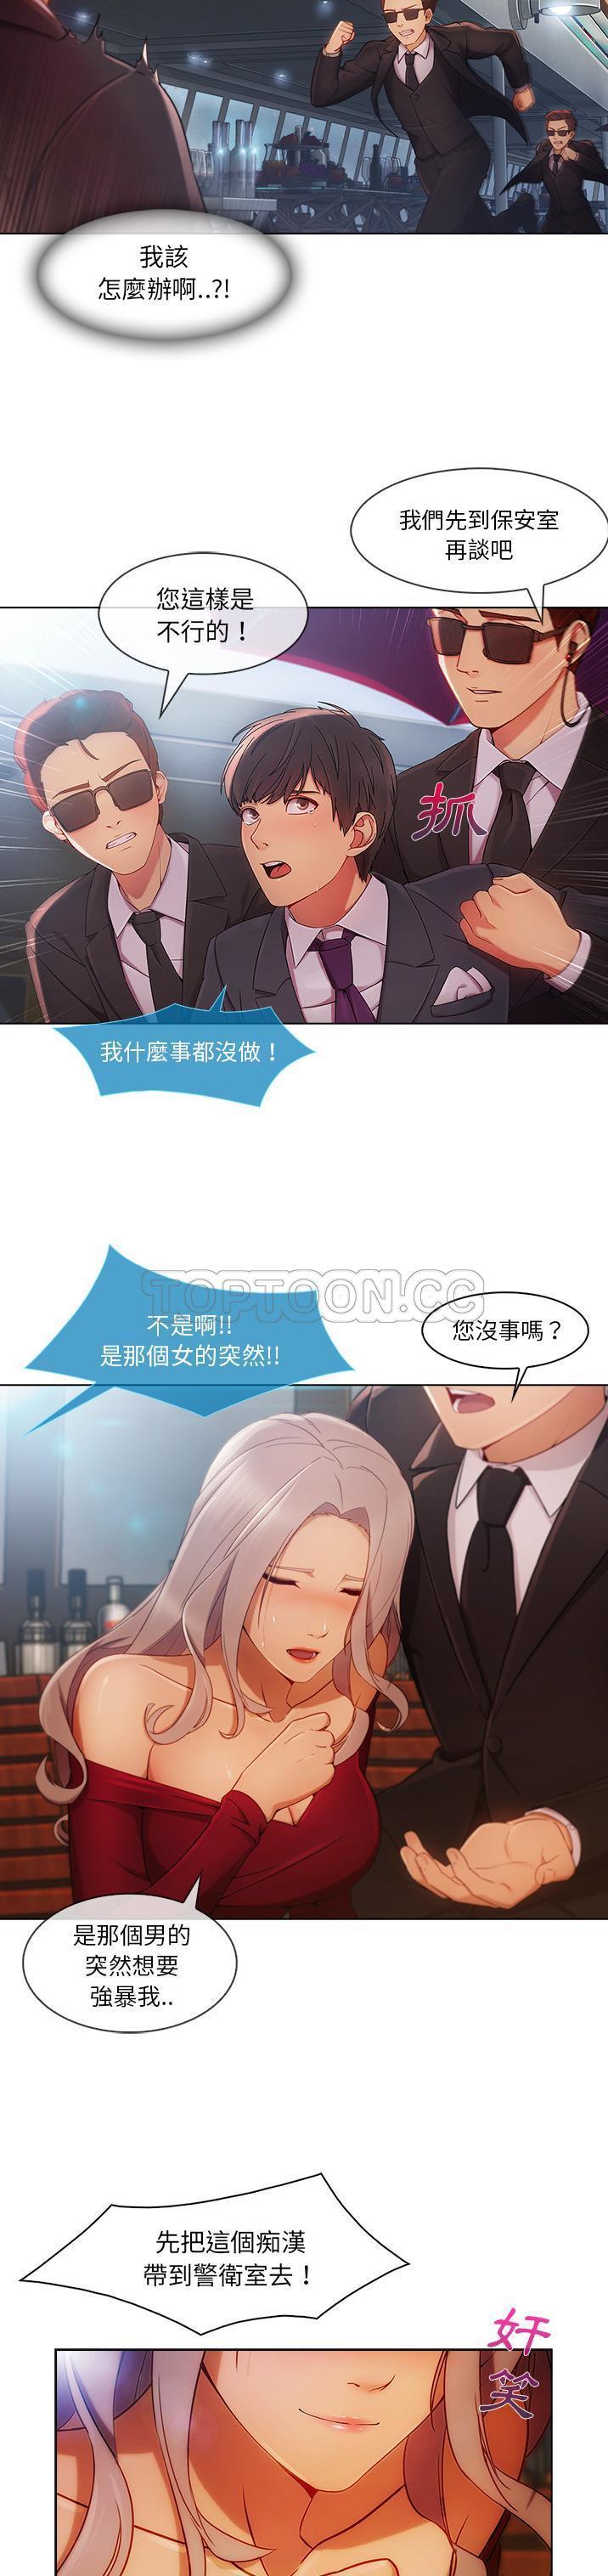 我該
怎麼辦啊..?!
我們先到保安室
再談吧
您這樣是
不行的！
抓
我什麼事都沒做！
TOPTOON.CC
不是啊!!
是那個女的突然!!
您沒事嗎？
是那個男的
突然想要
強暴我..
先把這個痴漢
帶到警衛室去！
奸
笑